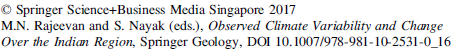 © Springer Science+Business Media Singapore 2017
M.N. Rajeevan and S. Nayak (eds.), Observed Climate Variability and Change
Over the Indian Region, Springer Geology, DOI 10.1007/978-981-10-2531-0_16